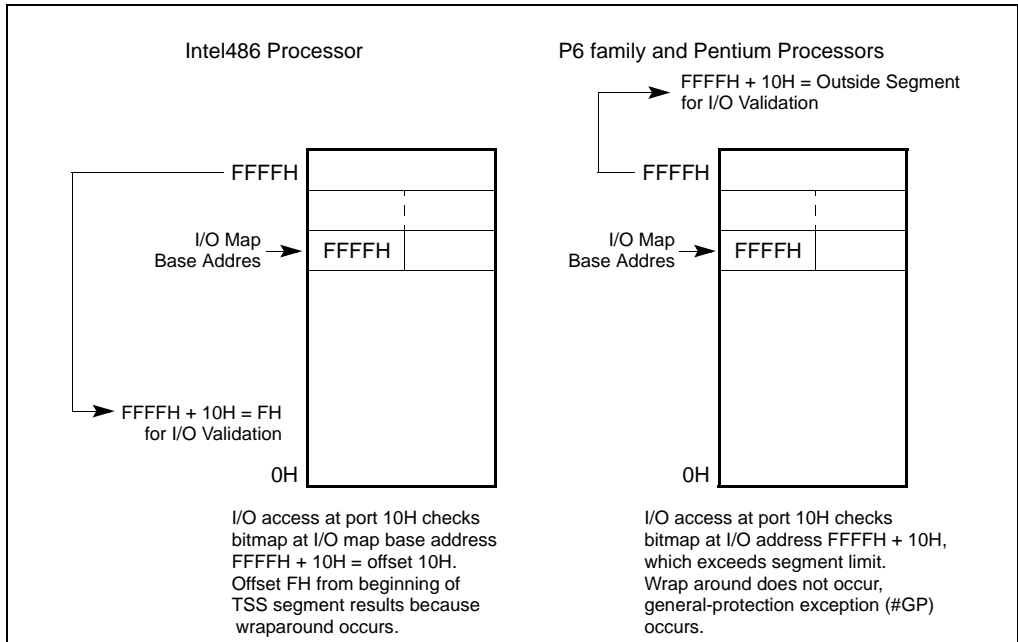 Intel486 Processor
FFFFH
I/O Map
Base Addres
FFFFH
FFFFH + 10H = FH
for I/O Validation
0H
I/O access at port 10H checks
bitmap at I/O map base address
FFFFH + 10H = offset 10H.
Offset FH from beginning of
TSS segment results because
wraparound occurs.
P6 family and Pentium Processors
FFFFH + 10H = Outside Segment
for I/O Validation
FFFFH
I/O Map
Base Addres
FFFFH
0H
I/O access at port 10H checks
bitmap at I/O address FFFFH + 10H,
which exceeds segment limit.
Wrap around does not occur,
general-protection exception (#GP)
occurs.